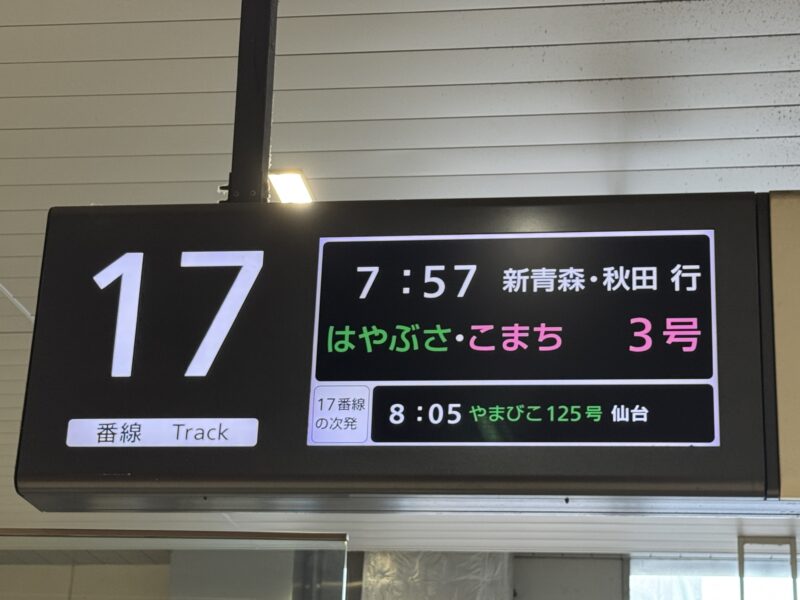 17
番線 Track
7:57 新青森・秋田 行
はやぶさ・こまち 3号
17番線
の次発
8:05 やまびこ125号 仙台